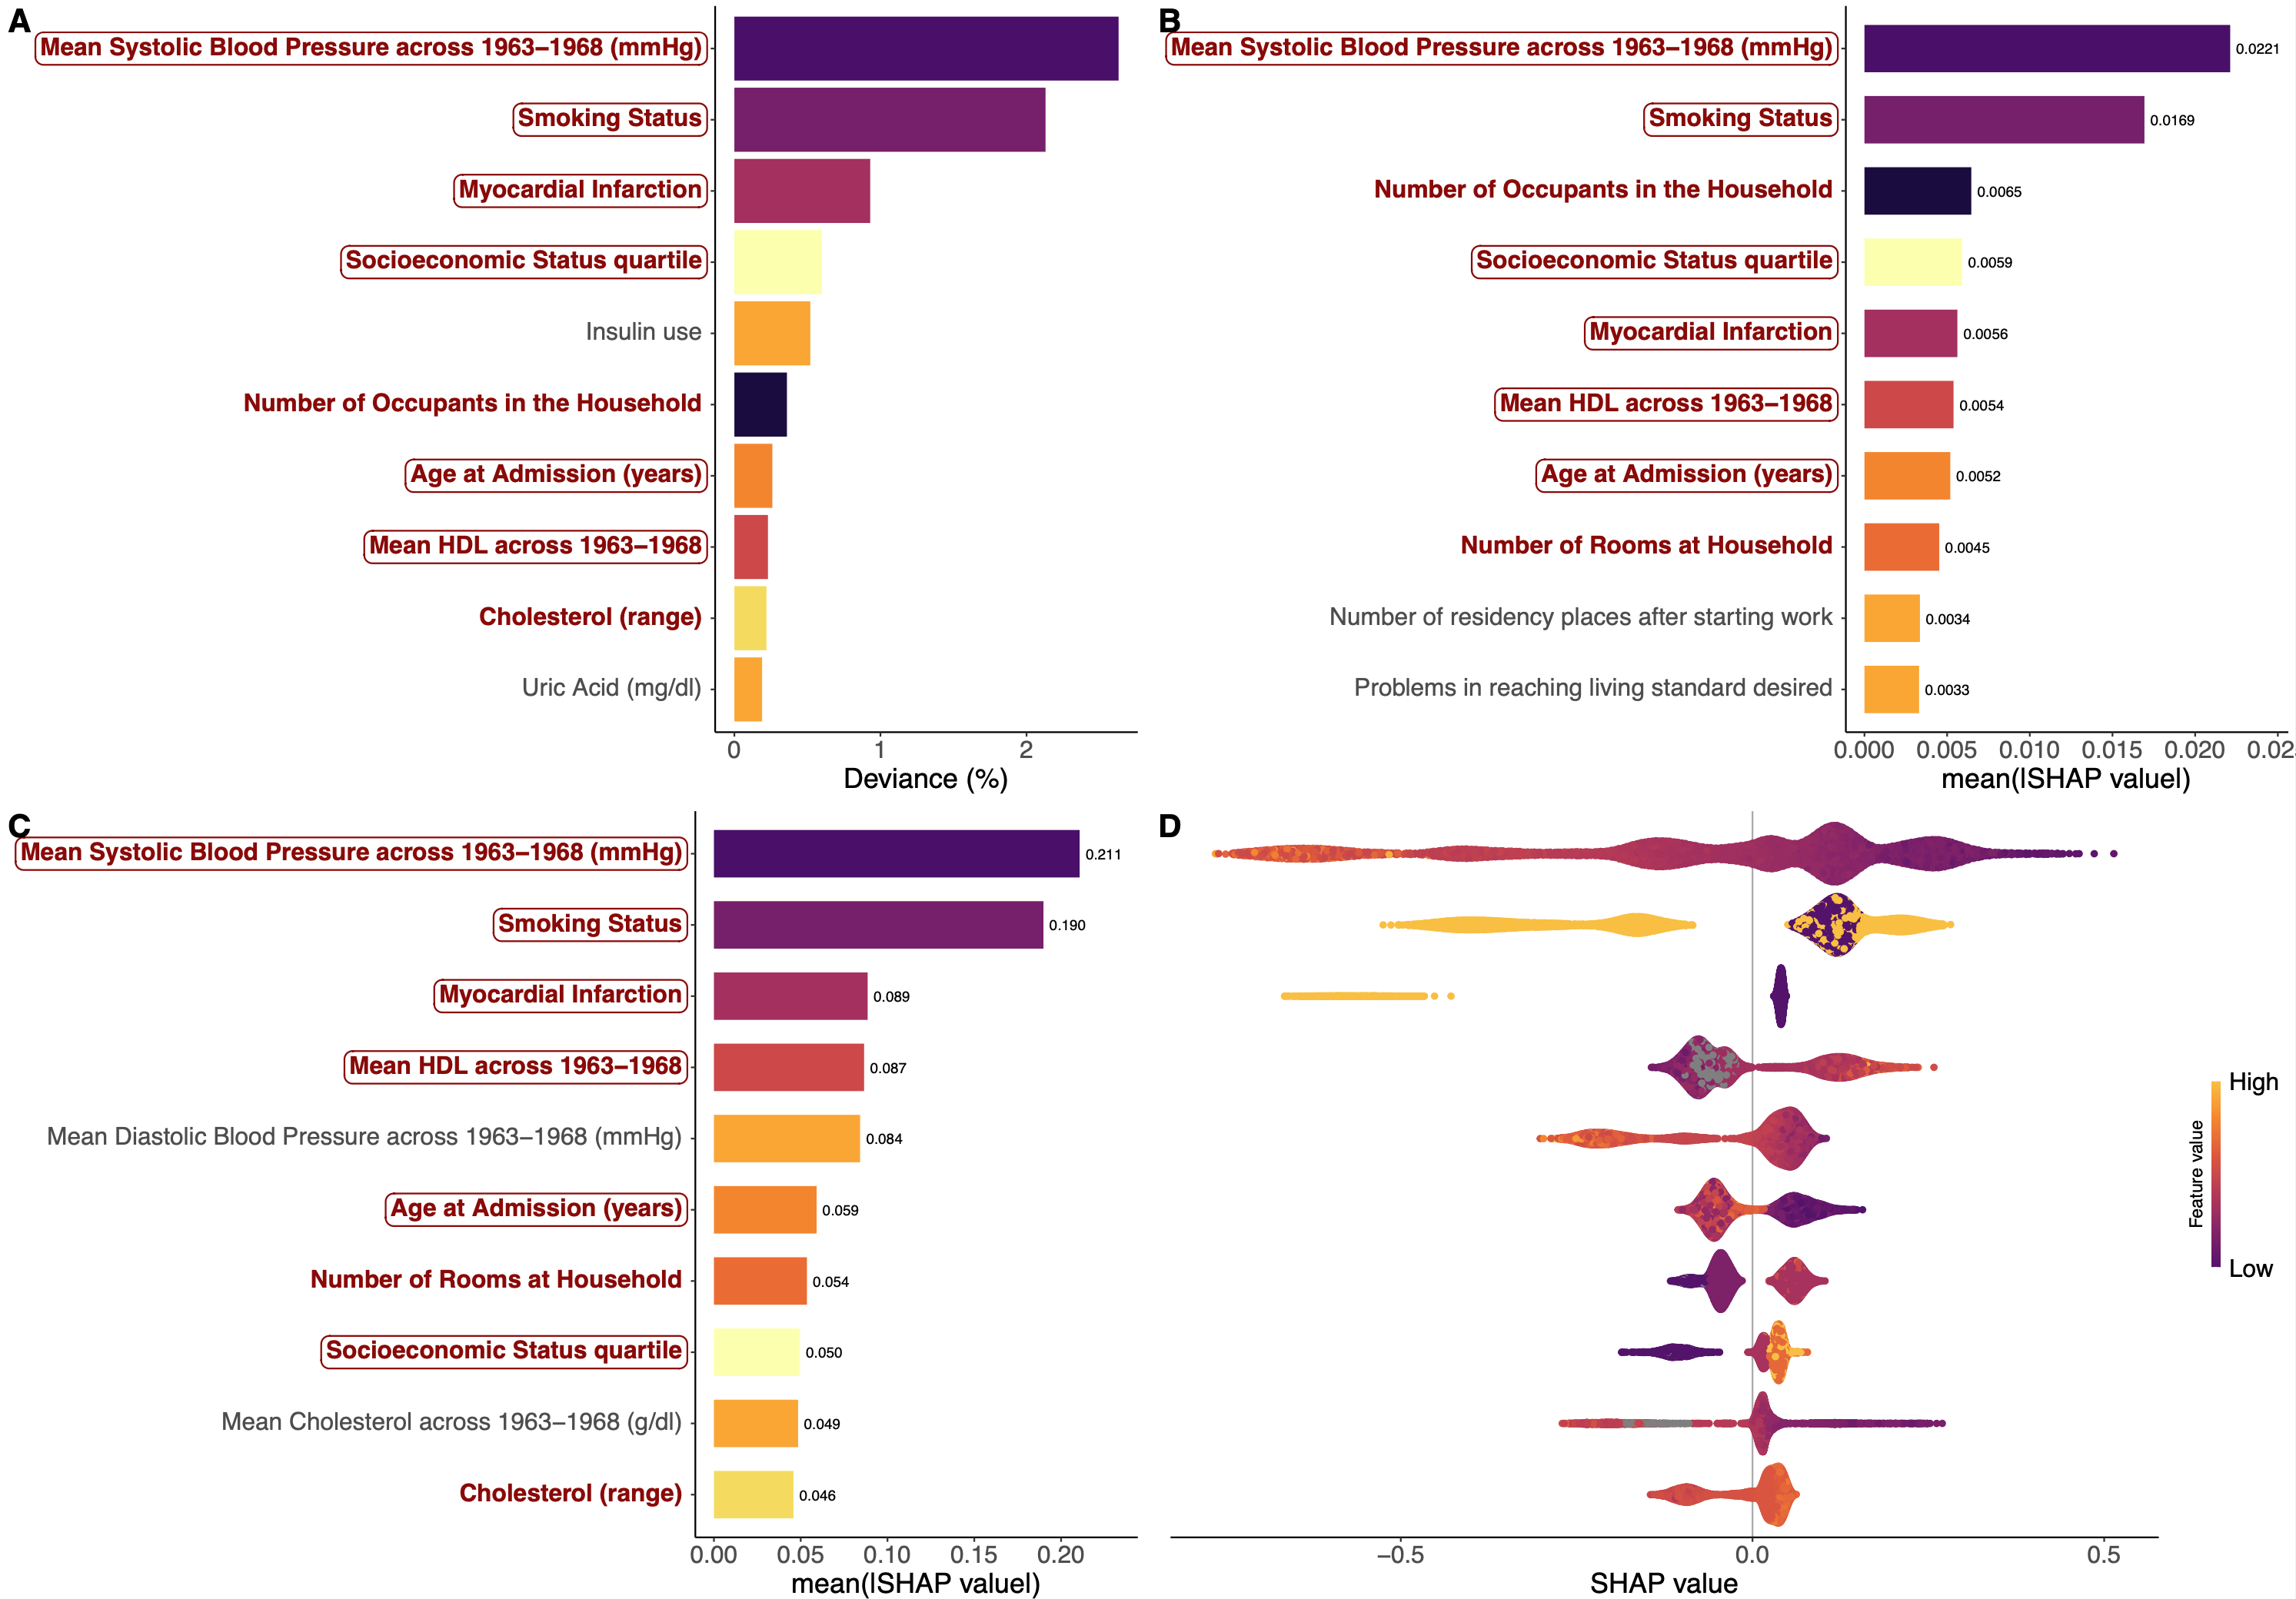 A
Mean Systolic Blood Pressure across 1963–1968 (mmHg)
Smoking Status
Myocardial Infarction
Socioeconomic Status quartile
Insulin use
Number of Occupants in the Household
Age at Admission (years)
Mean HDL across 1963–1968
Cholesterol (range)
Uric Acid (mg/dl)
0 1 2
Deviance (%)
B
Mean Systolic Blood Pressure across 1963–1968 (mmHg) 0.0221
Smoking Status 0.0169
Number of Occupants in the Household 0.0065
Socioeconomic Status quartile 0.0059
Myocardial Infarction 0.0056
Mean HDL across 1963–1968 0.0054
Age at Admission (years) 0.0052
Number of Rooms at Household 0.0045
Number of residency places after starting work 0.0034
Problems in reaching living standard desired 0.0033
0.000 0.005 0.010 0.015 0.020 0.02
mean(|SHAP value|)
C
Mean Systolic Blood Pressure across 1963–1968 (mmHg) 0.211
Smoking Status 0.190
Myocardial Infarction 0.089
Mean HDL across 1963–1968 0.087
Mean Diastolic Blood Pressure across 1963–1968 (mmHg) 0.084
Age at Admission (years) 0.059
Number of Rooms at Household 0.054
Socioeconomic Status quartile 0.050
Mean Cholesterol across 1963–1968 (g/dl) 0.049
Cholesterol (range) 0.046
0.00 0.05 0.10 0.15 0.20
mean(|SHAP value|)
D
High
Feature value
Low
−0.5 0.0 0.5
SHAP value